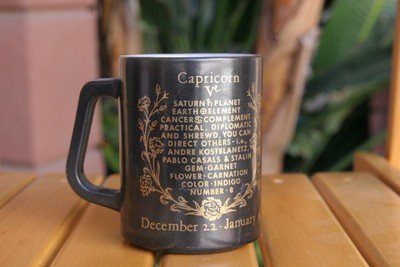 Capricorn
♑
SATURN ♄ PLANET
EARTH ⊕ ELEMENT
CANCER ♋ COMPLEMENT
PRACTICAL, DIPLOMATIC
AND SHREWD, YOU CAN
DIRECT OTHERS - i.e.,
ANDRE KOSTELANETZ,
PABLO CASALS & STALIN
GEM · GARNET
FLOWER · CARNATION
COLOR · INDIGO
NUMBER · 8
December 22 · January